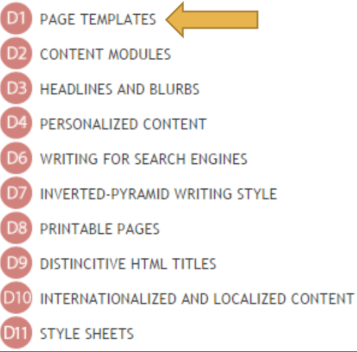 D1 PAGE TEMPLATES
D2 CONTENT MODULES
D3 HEADLINES AND BLURBS
D4 PERSONALIZED CONTENT
D6 WRITING FOR SEARCH ENGINES
D7 INVERTED-PYRAMID WRITING STYLE
D8 PRINTABLE PAGES
D9 DISTINCITIVE HTML TITLES
D10 INTERNATIONALIZED AND LOCALIZED CONTENT
D11 STYLE SHEETS